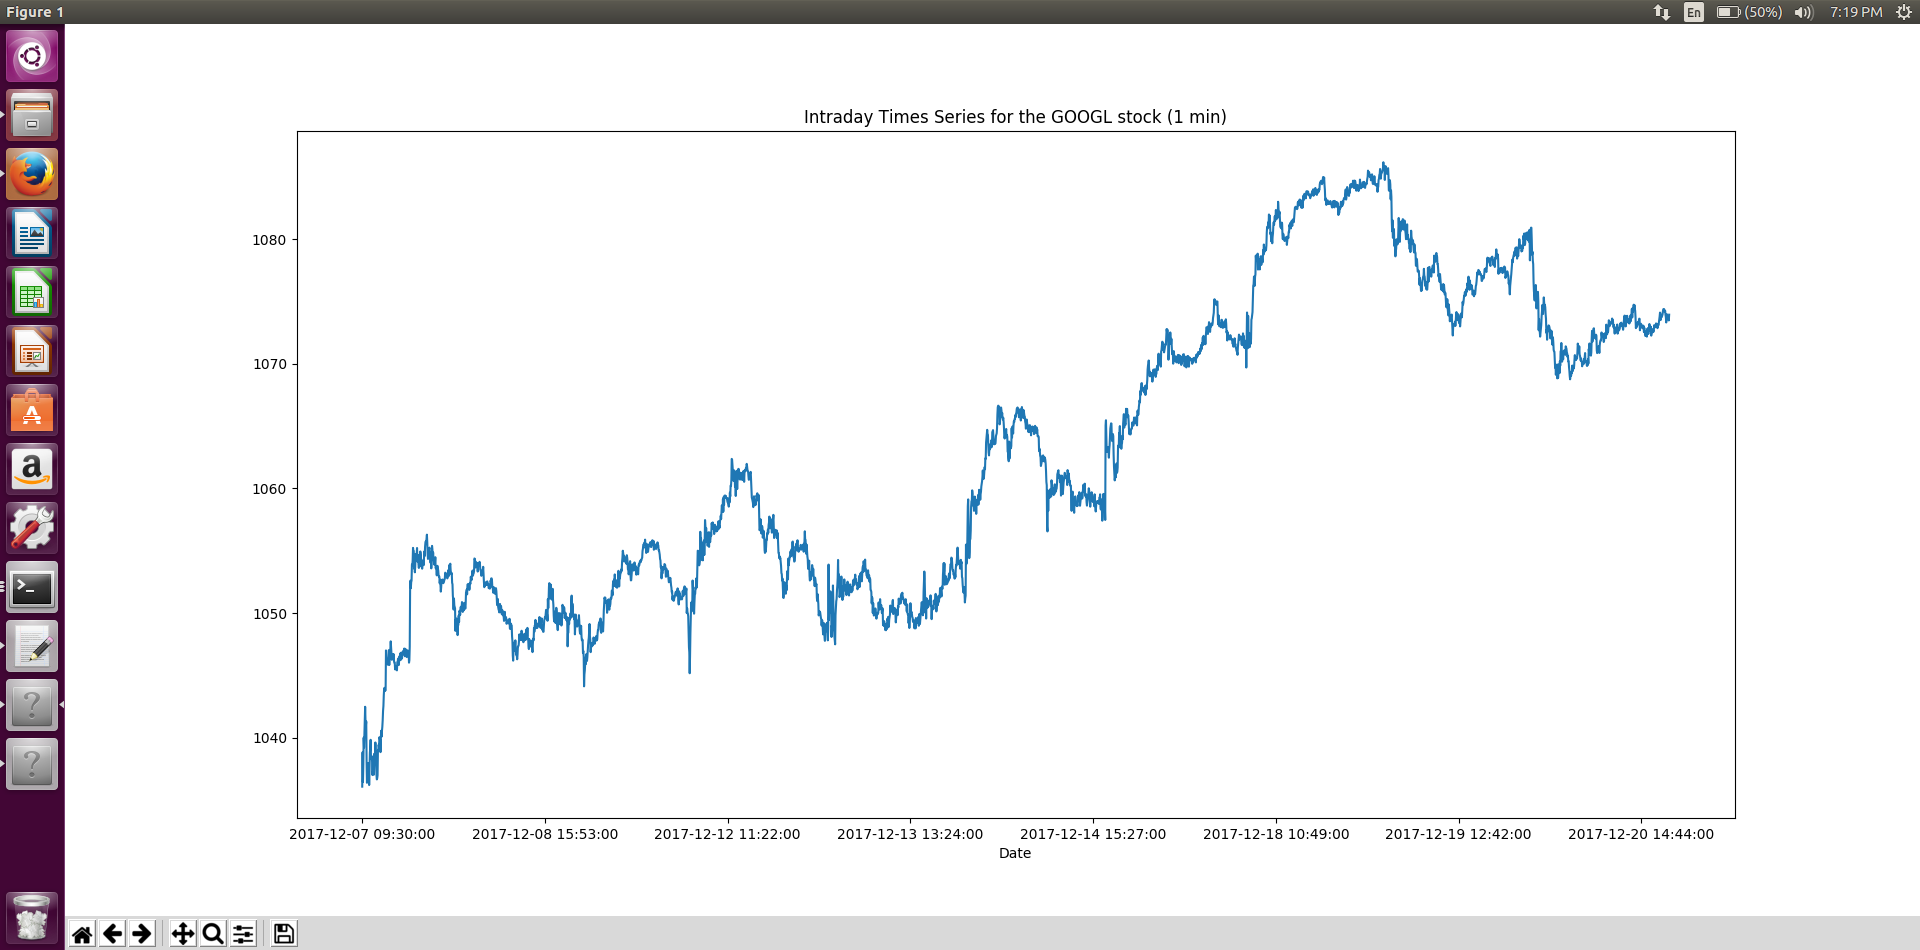 Figure 1
En (50%) 7:19 PM
Intraday Times Series for the GOOGL stock (1 min)
1080
1070
1060
1050
1040
2017-12-07 09:30:00 2017-12-08 15:53:00 2017-12-12 11:22:00 2017-12-13 13:24:00 2017-12-14 15:27:00 2017-12-18 10:49:00 2017-12-19 12:42:00 2017-12-20 14:44:00
Date